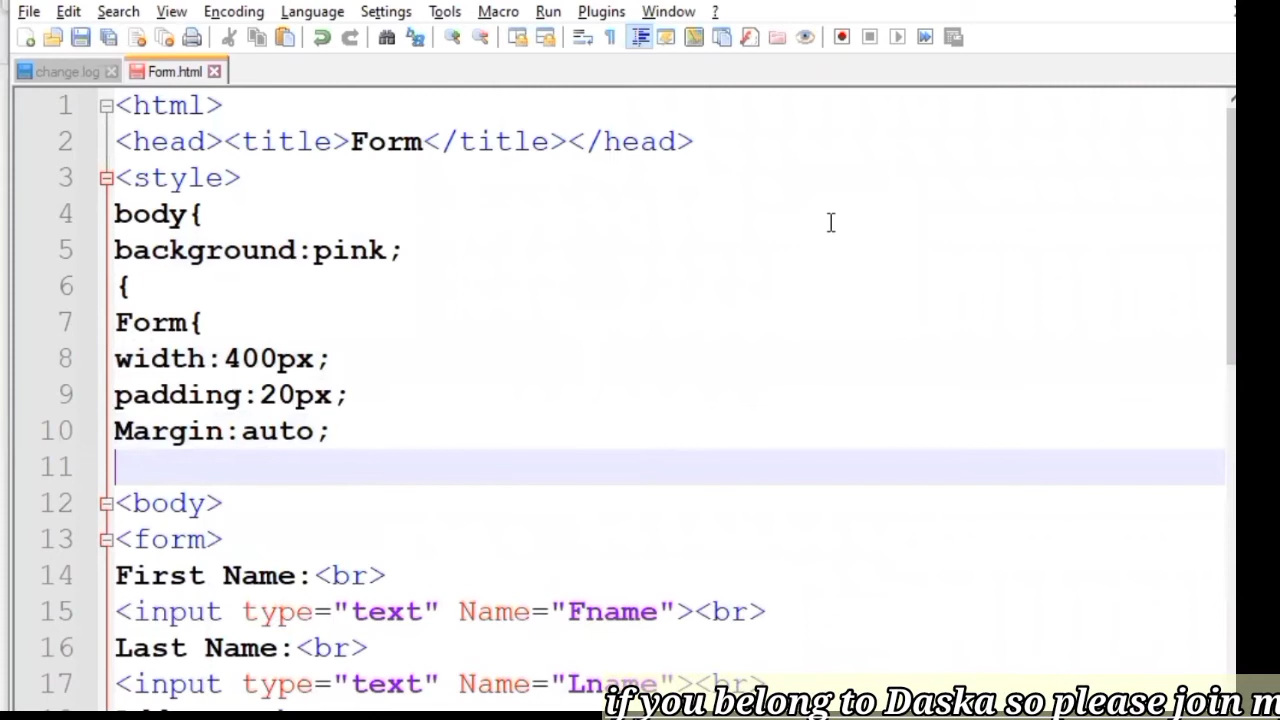 File Edit Search View Encoding Language Settings Tools Macro Run Plugins Window ?
change.log Form.html
1 <html>
2 <head><title>Form</title></head>
3 <style>
4 body{
5 background:pink;
6 {
7 Form{
8 width:400px;
9 padding:20px;
10 Margin:auto;
11
12 <body>
13 <form>
14 First Name:<br>
15 <input type="text" Name="Fname"><br>
16 Last Name:<br>
17 <input type="text" Name="Lname"><br>
if you belong to Daska so please join m